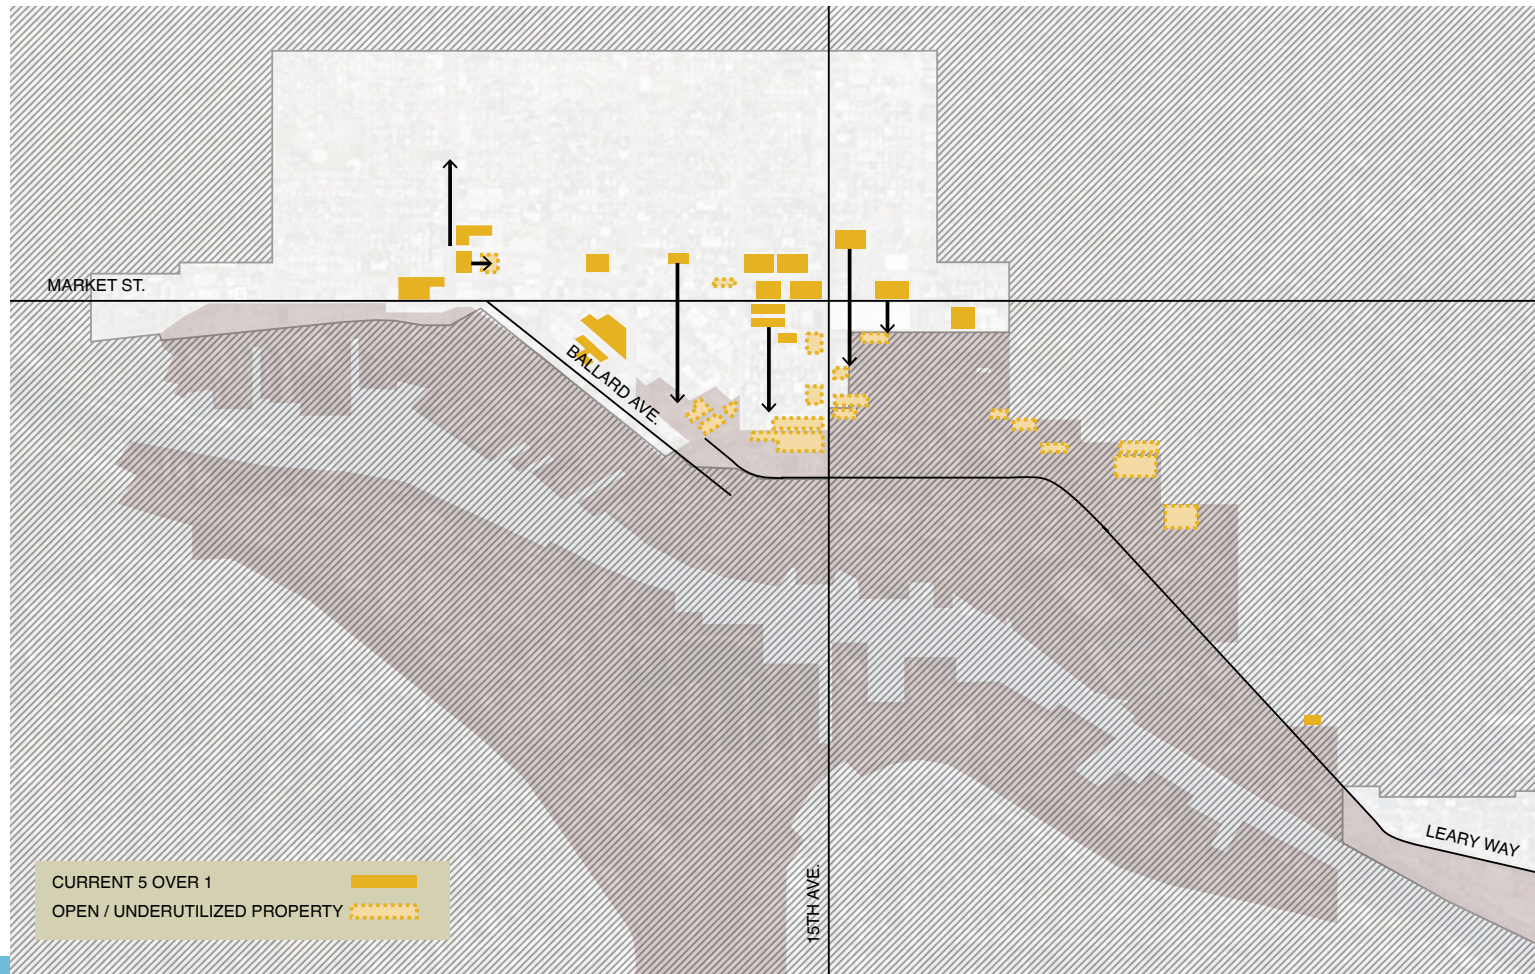 MARKET ST.
BALLARD AVE.
LEARY WAY
15TH AVE.
CURRENT 5 OVER 1
OPEN / UNDERUTILIZED PROPERTY